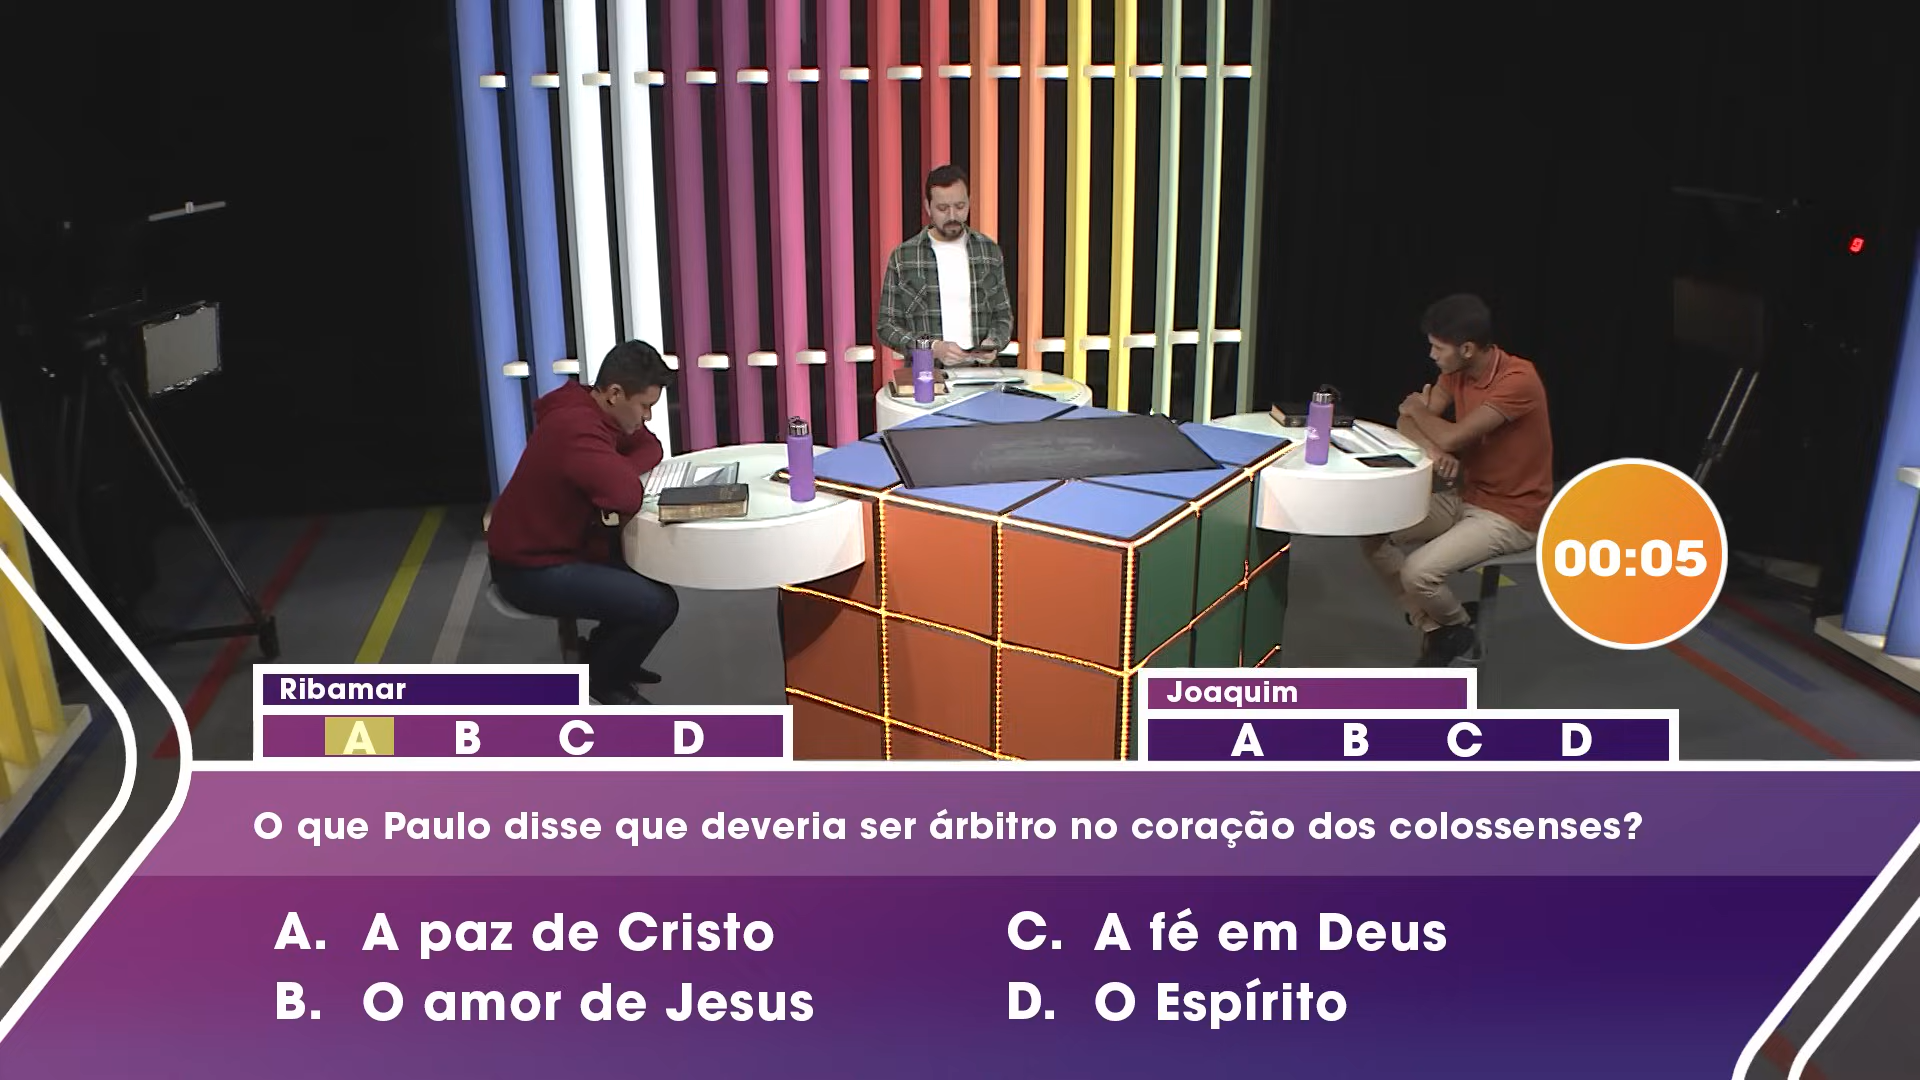 00:05
Ribamar
A B C D
Joaquim
A B C D
O que Paulo disse que deveria ser árbitro no coração dos colossenses?
A. A paz de Cristo
B. O amor de Jesus
C. A fé em Deus
D. O Espírito